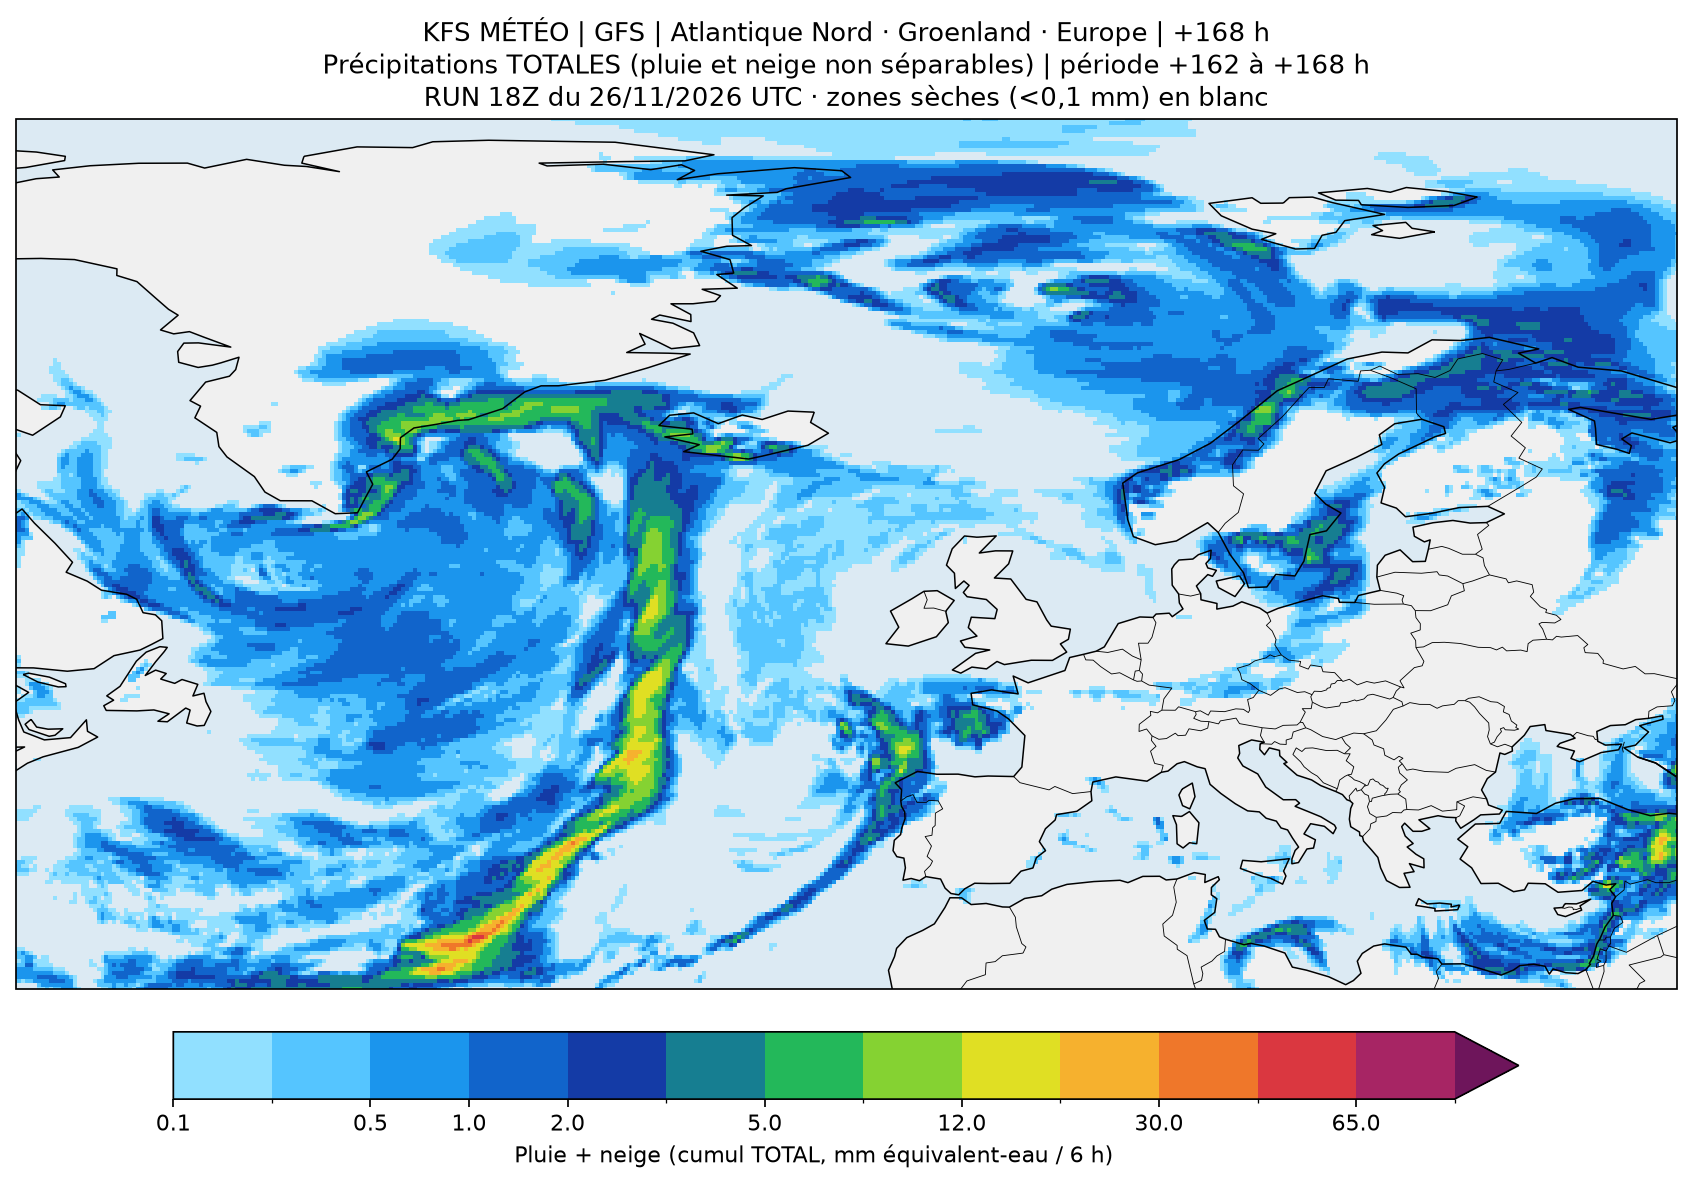 KFS MÉTÉO | GFS | Atlantique Nord · Groenland · Europe | +168 h
Précipitations TOTALES (pluie et neige non séparables) | période +162 à +168 h
RUN 18Z du 26/11/2026 UTC · zones sèches (<0,1 mm) en blanc
0.1 0.5 1.0 2.0 5.0 12.0 30.0 65.0
Pluie + neige (cumul TOTAL, mm équivalent-eau / 6 h)